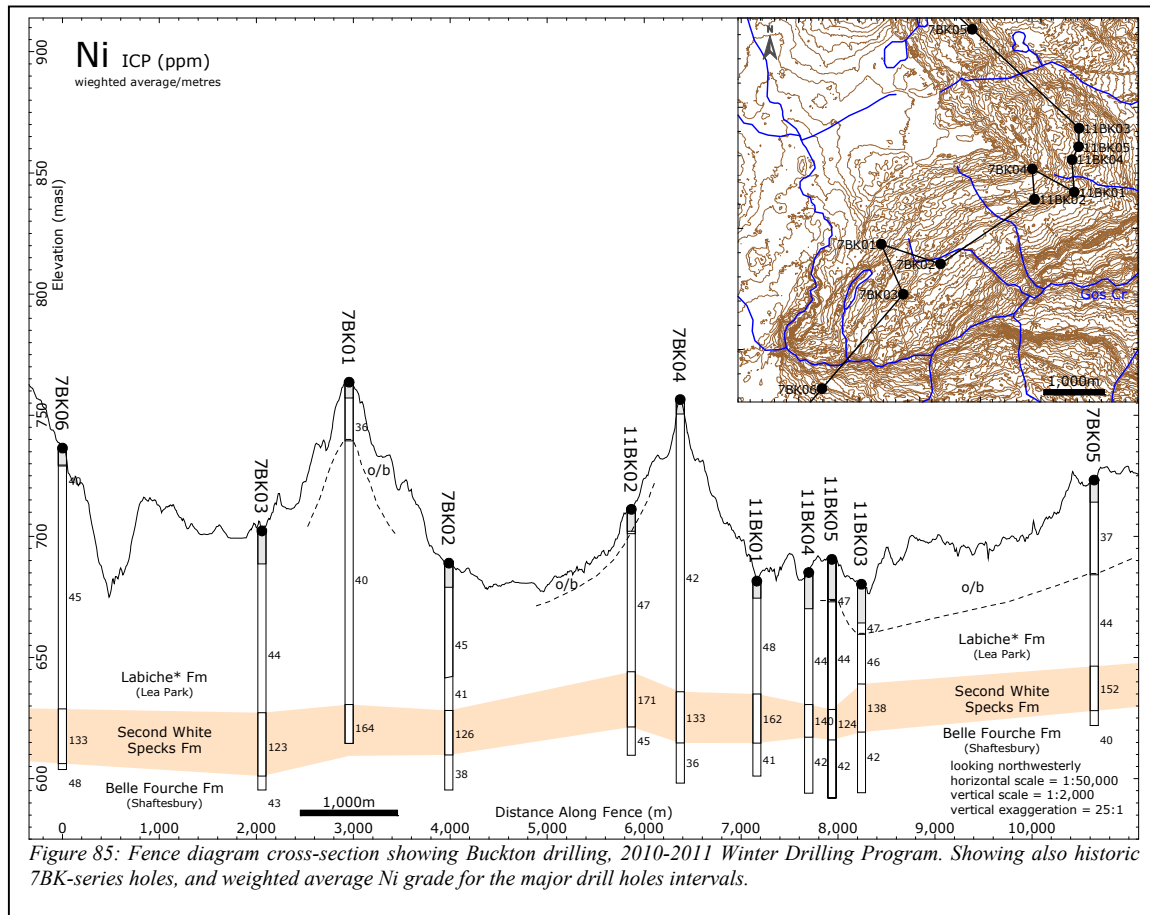 Ni ICP (ppm)
weighted average/metres
Elevation (masl)
900
850
800
750
700
650
600
N
7BK05
11BK03
11BK05
11BK04
7BK04
11BK01
11BK02
7BK01
7BK02
7BK03
Gos Cr
7BK06
1,000m
7BK06
7BK03
7BK01
7BK02
11BK02
7BK04
11BK01
11BK04
11BK05
11BK03
7BK05
40
45
133
48
44
123
43
36
40
164
45
41
126
38
47
171
45
42
133
36
48
162
41
44
140
42
47
44
124
42
47
46
138
42
37
44
152
40
o/b
o/b
o/b
Labiche* Fm
(Lea Park)
Second White
Specks Fm
Belle Fourche Fm
(Shaftesbury)
Labiche* Fm
(Lea Park)
Second White
Specks Fm
Belle Fourche Fm
(Shaftesbury)
looking northwesterly
horizontal scale = 1:50,000
vertical scale = 1:2,000
vertical exaggeration = 25:1
1,000m
Distance Along Fence (m)
0 1,000 2,000 3,000 4,000 5,000 6,000 7,000 8,000 9,000 10,000
Figure 85: Fence diagram cross-section showing Buckton drilling, 2010-2011 Winter Drilling Program. Showing also historic
7BK-series holes, and weighted average Ni grade for the major drill holes intervals.